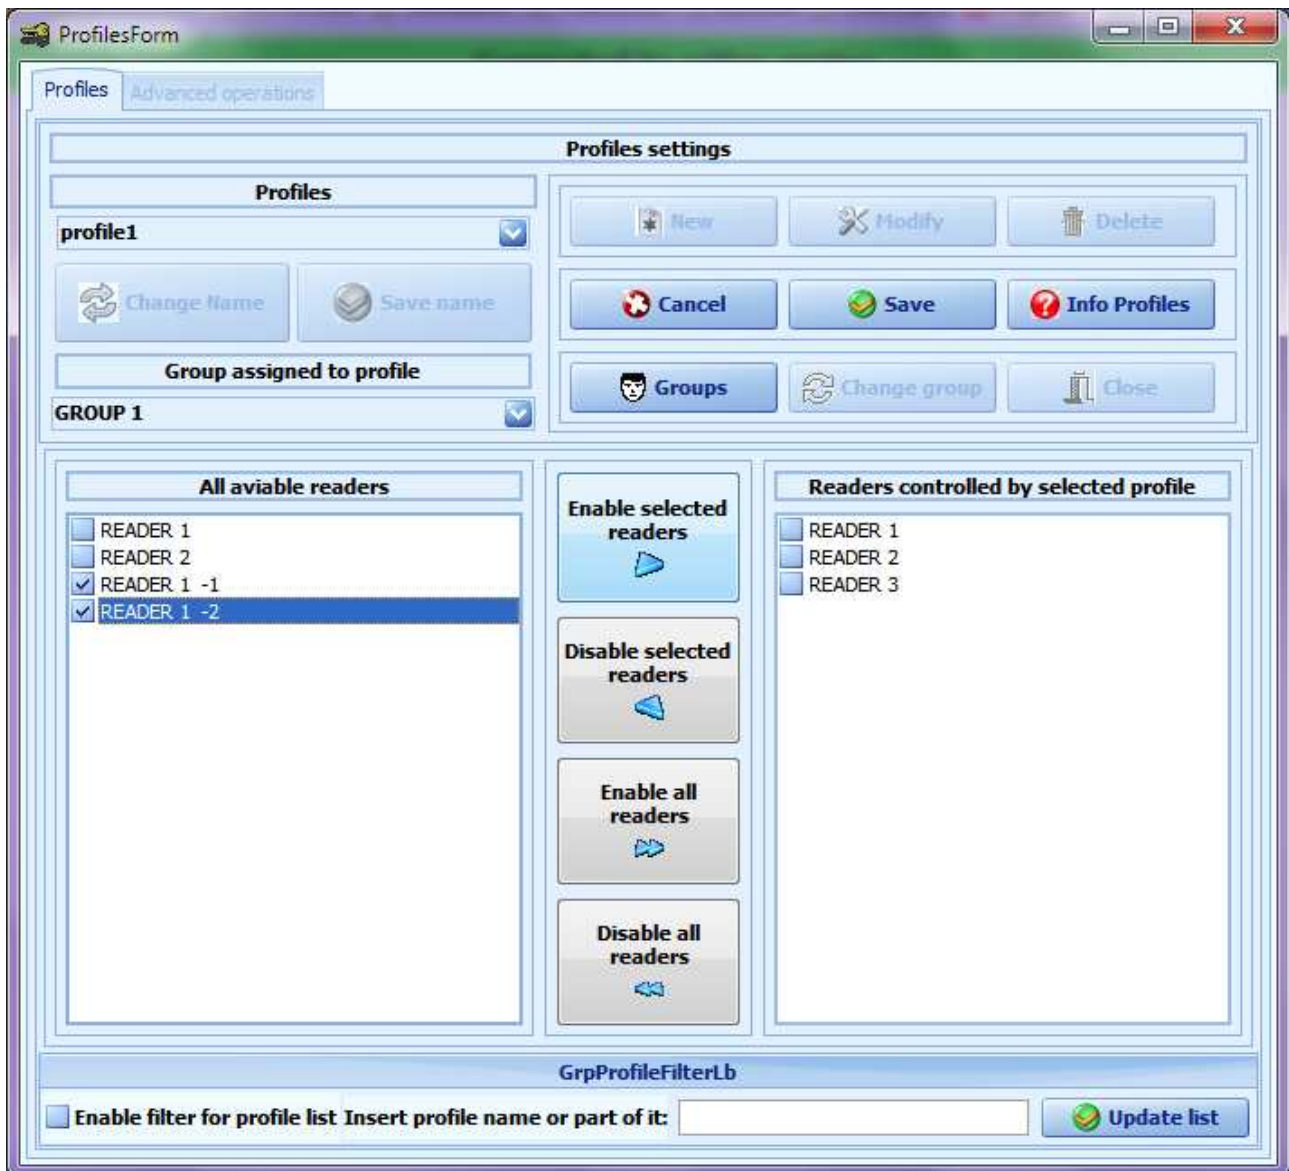 ProfilesForm
Profiles
Advanced operations
Profiles settings
Profiles
profile1
Change Name
Save name
Group assigned to profile
GROUP 1
New
Modify
Delete
Cancel
Save
Info Profiles
Groups
Change group
Close
All aviable readers
READER 1
READER 2
READER 1 -1
READER 1 -2
Enable selected
readers
Disable selected
readers
Enable all
readers
Disable all
readers
Readers controlled by selected profile
READER 1
READER 2
READER 3
GrpProfileFilterLb
Enable filter for profile list Insert profile name or part of it:
Update list